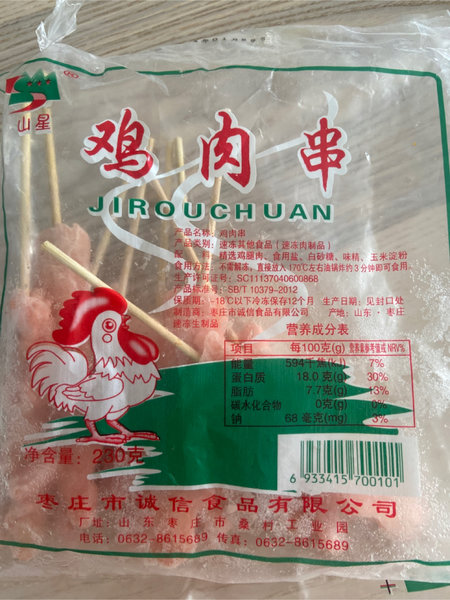 山星
®
鸡肉串
JIROUCHUAN
产品名称：鸡肉串
产品类别：速冻其他食品（速冻肉制品）
配 料：精选鸡腿肉、食用盐、白砂糖、味精、玉米淀粉
食用方法：不需解冻，直接放入170℃左右油锅炸约3分钟即可食用.
生产许可证号：SC11137040600868
产品标准号：SB/T 10379-2012
保质期：-18℃以下冷冻保存12个月 生产日期：见封口处
制造商：枣庄市诚信食品有限公司 产地：山东·枣庄
速冻生制品
营养成分表
项目 每100克(g) 营养素参考值或NRV%
能量 594千焦(kJ) 7%
蛋白质 18.0克(g) 30%
脂肪 7.7克(g) 13%
碳水化合物 0克(g) 0%
钠 68毫克(mg) 3%
净含量：230克
6 933415 700101
枣庄市诚信食品有限公司
厂址：山东枣庄市桑村工业园
电话：0632-8615689 传真：0632-8615689